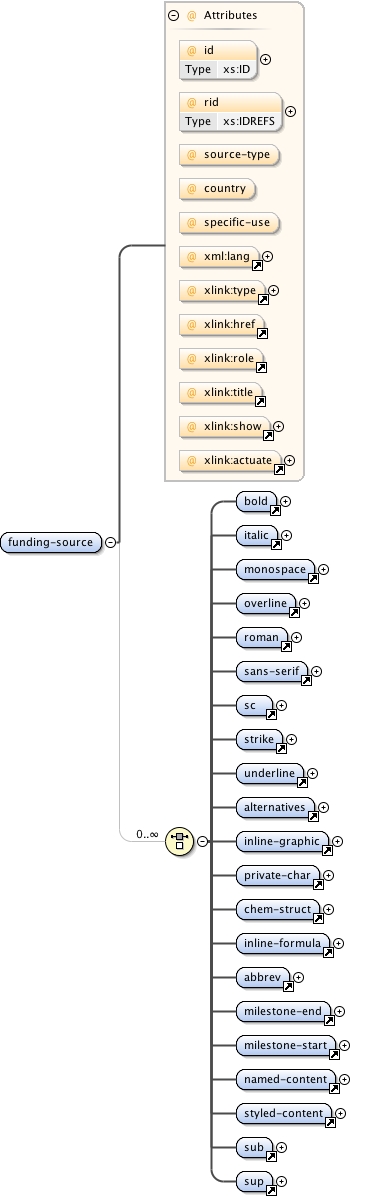 @ Attributes
@ id
Type xs:ID
@ rid
Type xs:IDREFS
@ source-type
@ country
@ specific-use
@ xml:lang
@ xlink:type
@ xlink:href
@ xlink:role
@ xlink:title
@ xlink:show
@ xlink:actuate
funding-source
0..∞
bold
italic
monospace
overline
roman
sans-serif
sc
strike
underline
alternatives
inline-graphic
private-char
chem-struct
inline-formula
abbrev
milestone-end
milestone-start
named-content
styled-content
sub
sup